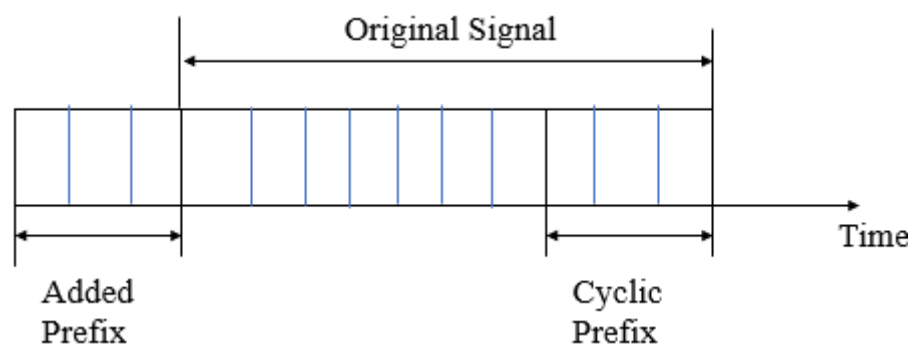 Original Signal
Time
Added
Prefix
Cyclic
Prefix